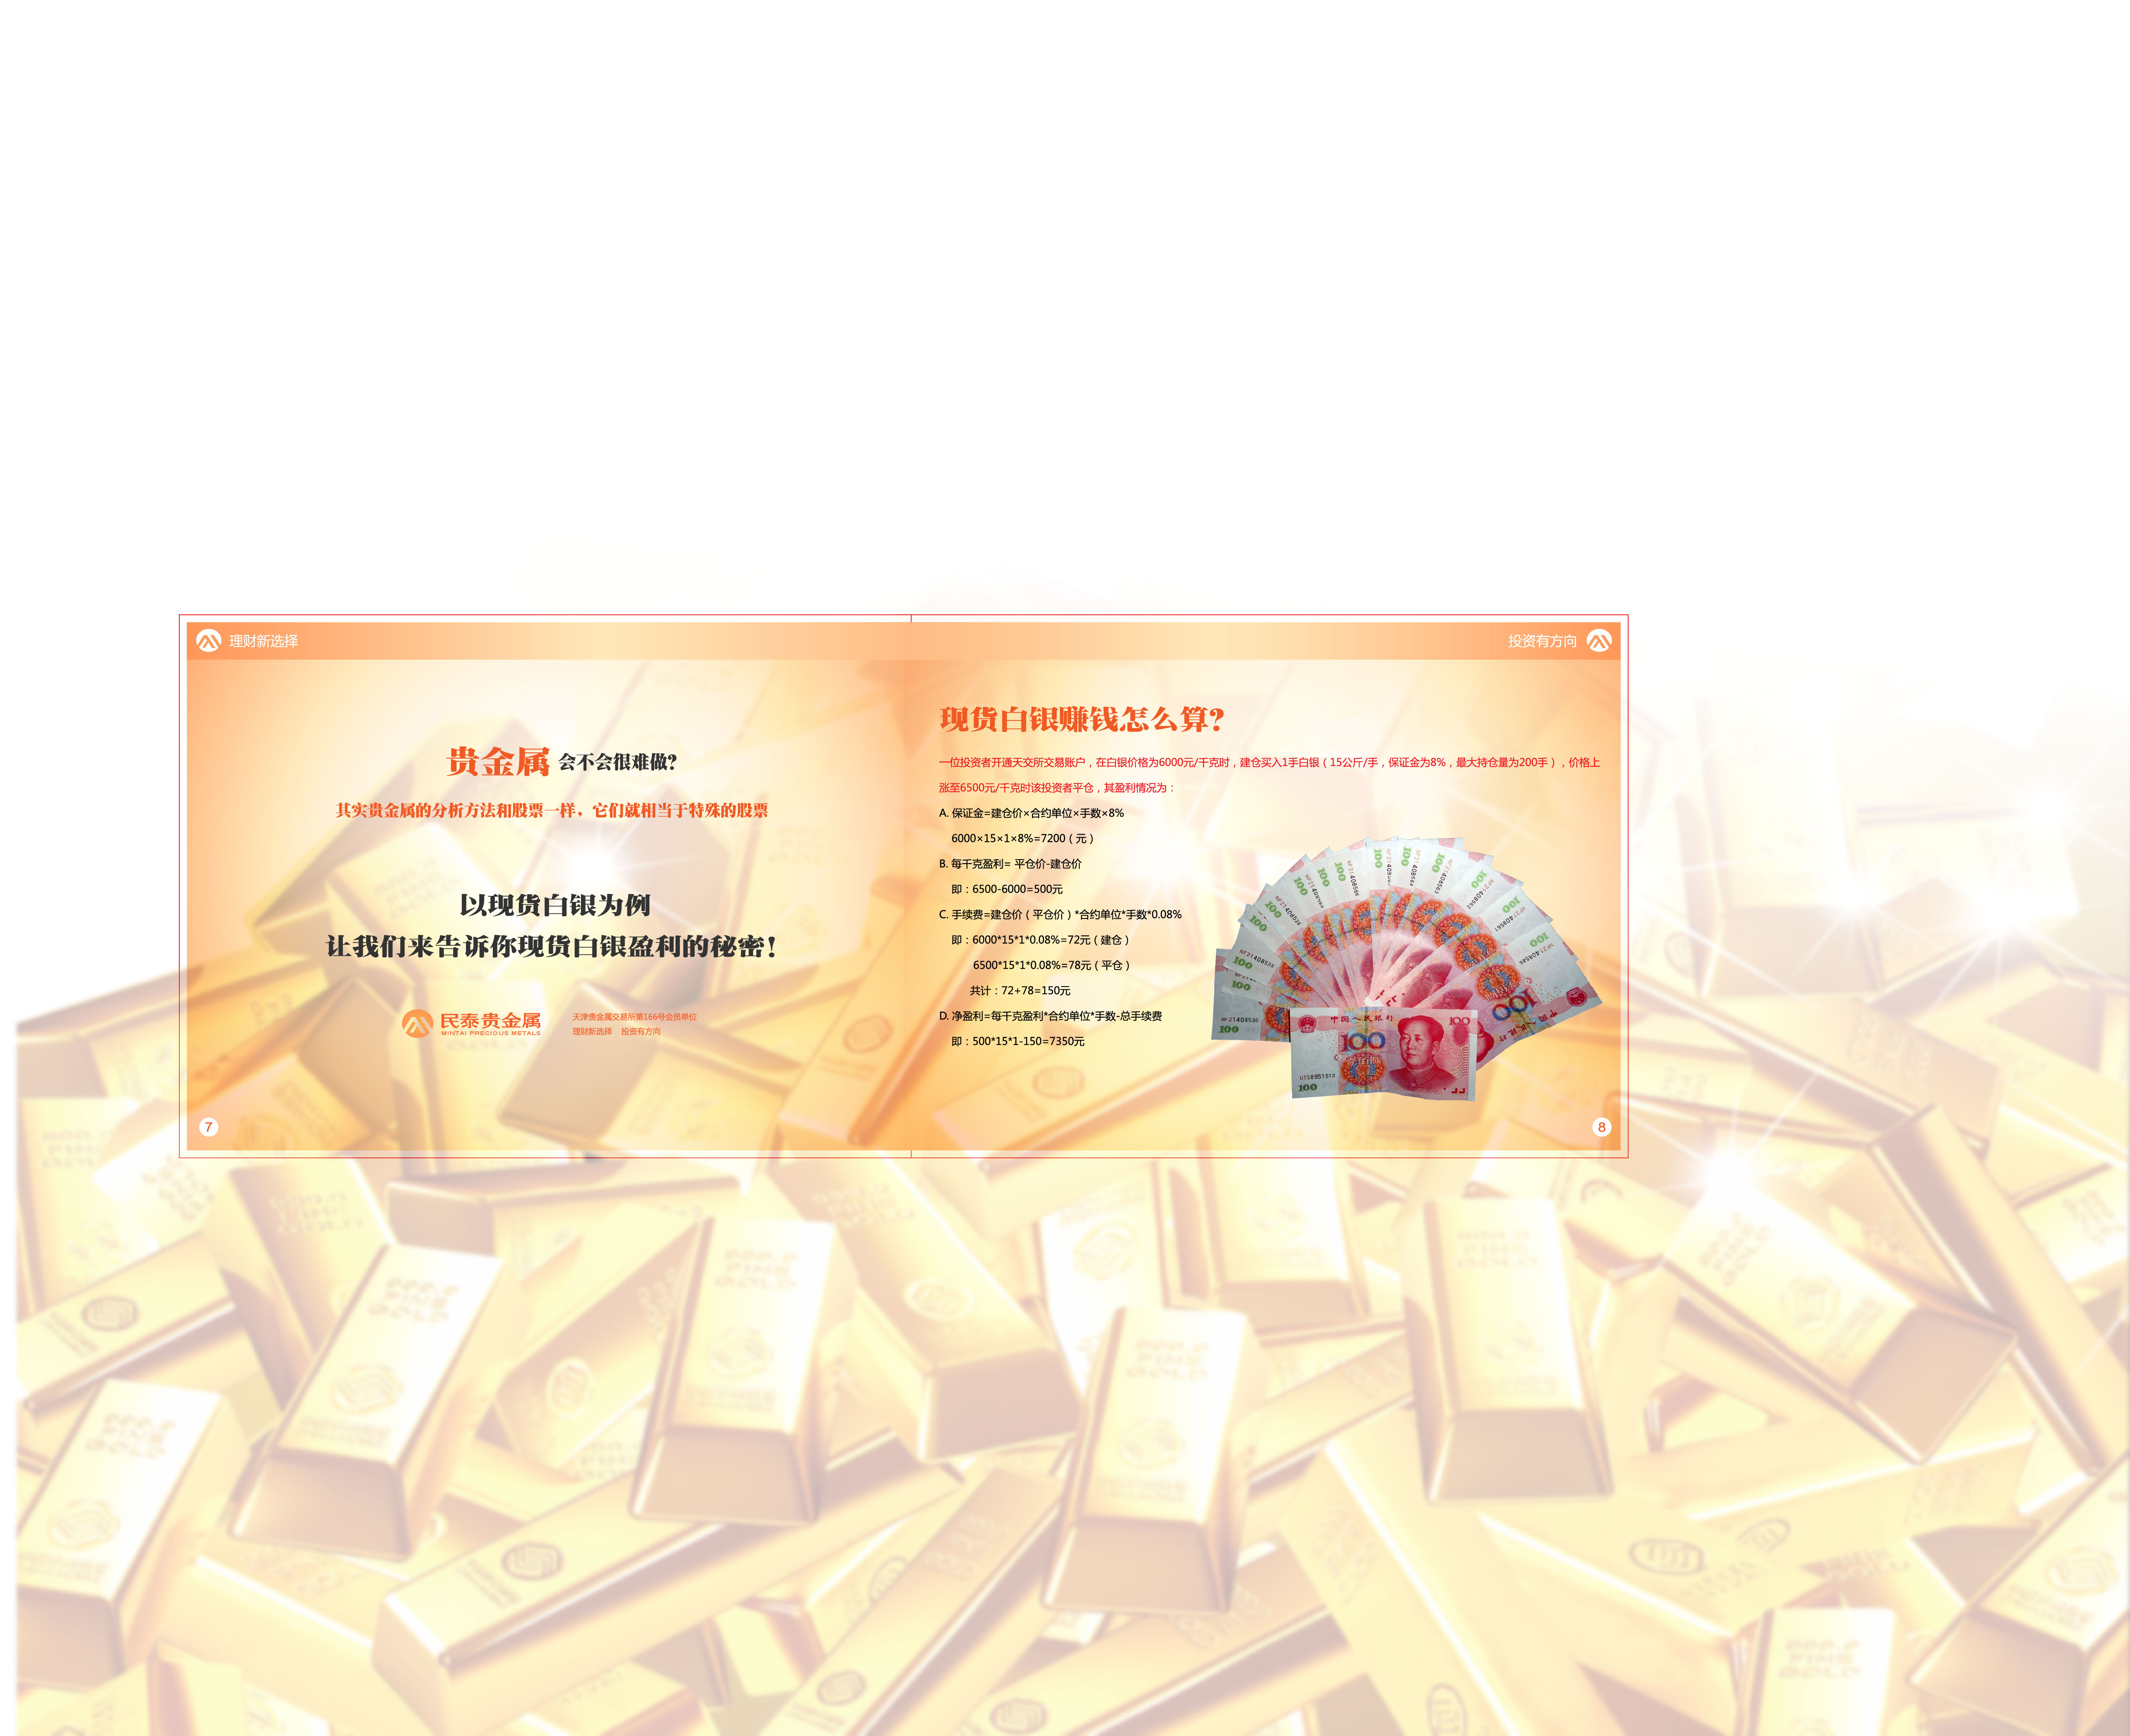 理财新选择
贵金属 会不会很难做?
其实贵金属的分析方法和股票一样，它们就相当于特殊的股票
以现货白银为例
让我们来告诉你现货白银盈利的秘密!
民泰贵金属
MINTAI PRECIOUS METALS
天津贵金属交易所第166号会员单位
理财新选择 投资有方向
7
投资有方向
现货白银赚钱怎么算?
一位投资者开通天交所交易账户，在白银价格为6000元/千克时，建仓买入1手白银（15公斤/手，保证金为8%，最大持仓量为200手），价格上
涨至6500元/千克时该投资者平仓，其盈利情况为：
A. 保证金=建仓价×合约单位×手数×8%
6000×15×1×8%=7200（元）
B. 每千克盈利= 平仓价-建仓价
即：6500-6000=500元
C. 手续费=建仓价（平仓价）*合约单位*手数*0.08%
即：6000*15*1*0.08%=72元（建仓）
6500*15*1*0.08%=78元（平仓）
共计：72+78=150元
D. 净盈利=每千克盈利*合约单位*手数-总手续费
即：500*15*1-150=7350元
中国人民银行
100
100
100
8